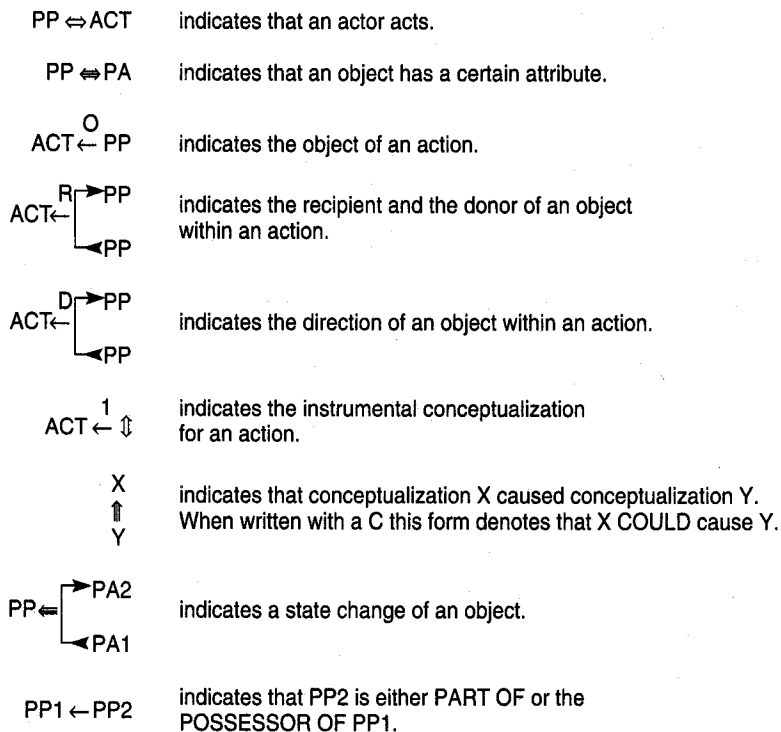 PP ⇔ ACT indicates that an actor acts.
PP ⇚⇛ PA indicates that an object has a certain attribute.
O
ACT ← PP indicates the object of an action.
R PP
ACT← indicates the recipient and the donor of an object
within an action.
PP
D PP
ACT← indicates the direction of an object within an action.
PP
1 indicates the instrumental conceptualization
ACT ← ⇕ for an action.
X
⇑ indicates that conceptualization X caused conceptualization Y.
When written with a C this form denotes that X COULD cause Y.
Y
PA2
PP⇚ indicates a state change of an object.
PA1
PP1 ← PP2 indicates that PP2 is either PART OF or the
POSSESSOR OF PP1.